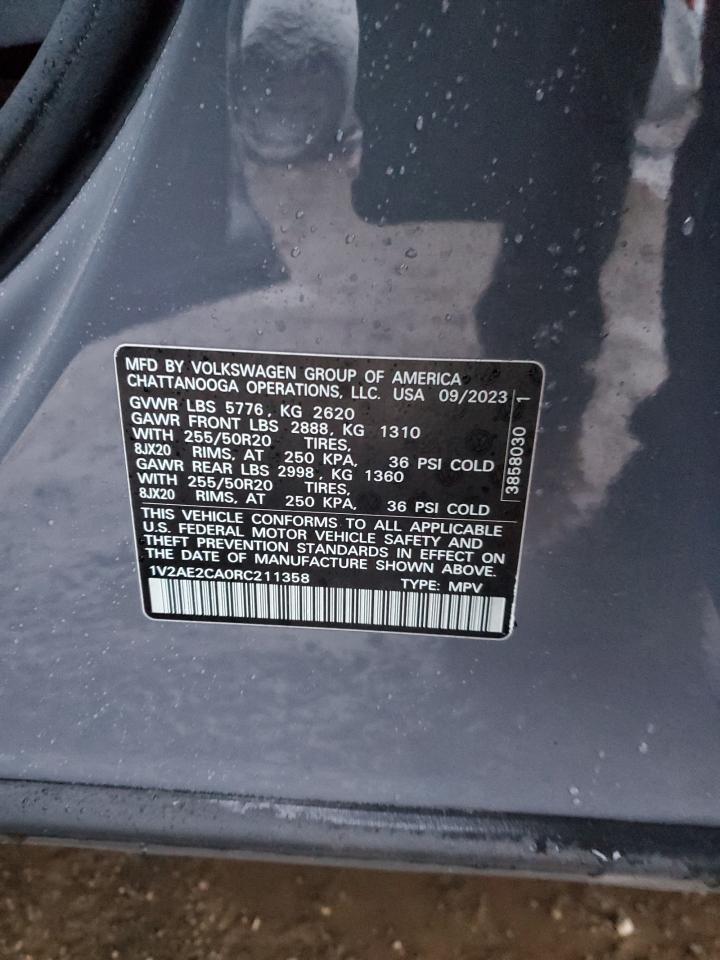 MFD BY VOLKSWAGEN GROUP OF AMERICA
CHATTANOOGA OPERATIONS, LLC. USA 09/2023
GVWR LBS 5776, KG 2620
GAWR FRONT LBS 2888, KG 1310
WITH 255/50R20 TIRES,
8JX20 RIMS, AT 250 KPA, 36 PSI COLD
GAWR REAR LBS 2998, KG 1360
WITH 255/50R20 TIRES,
8JX20 RIMS, AT 250 KPA, 36 PSI COLD
THIS VEHICLE CONFORMS TO ALL APPLICABLE
U.S. FEDERAL MOTOR VEHICLE SAFETY AND
THEFT PREVENTION STANDARDS IN EFFECT ON
THE DATE OF MANUFACTURE SHOWN ABOVE.
1V2AE2CA0RC211358 TYPE: MPV
3858030 1